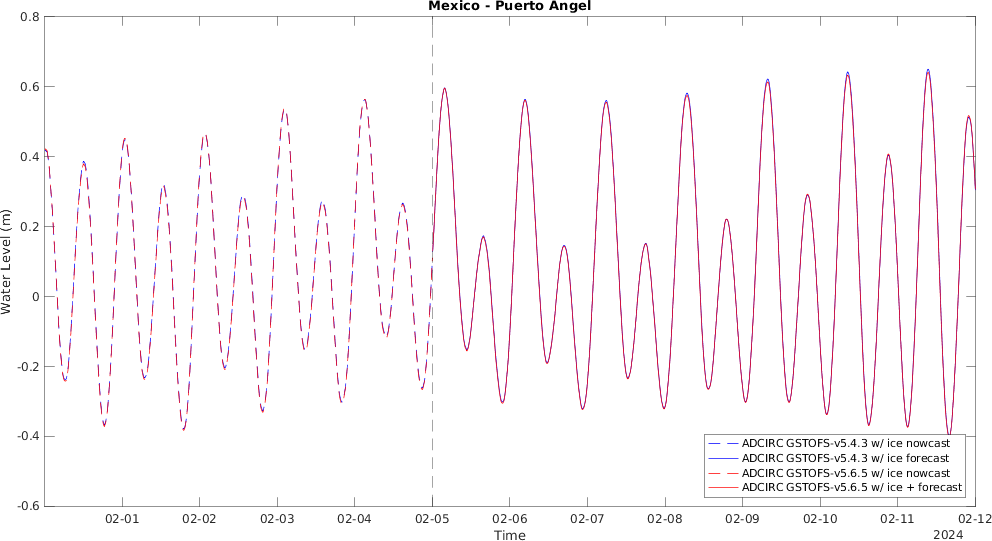 Mexico - Puerto Angel
0.8
0.6
0.4
0.2
0
-0.2
-0.4
-0.6
Water Level (m)
ADCIRC GSTOFS-v5.4.3 w/ ice nowcast
ADCIRC GSTOFS-v5.4.3 w/ ice forecast
ADCIRC GSTOFS-v5.6.5 w/ ice nowcast
ADCIRC GSTOFS-v5.6.5 w/ ice + forecast
02-01 02-02 02-03 02-04 02-05 02-06 02-07 02-08 02-09 02-10 02-11 02-12
Time
2024